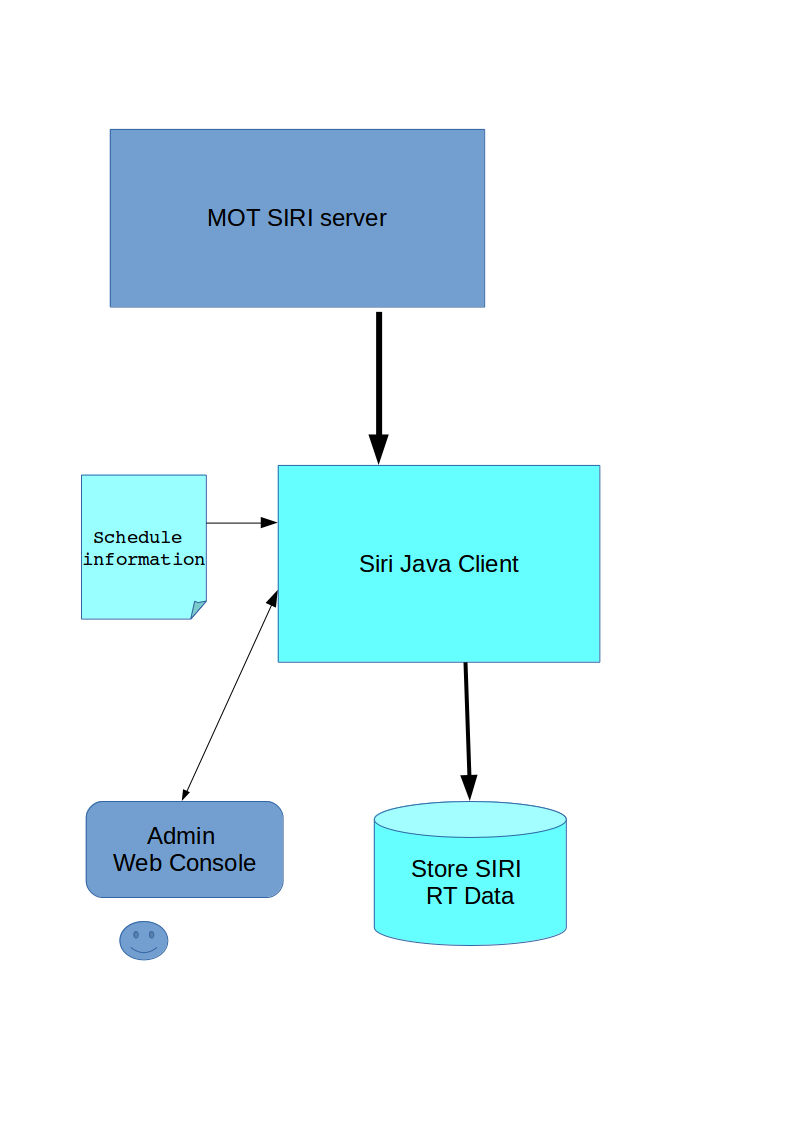 MOT SIRI server
Schedule
information
Siri Java Client
Admin
Web Console
Store SIRI
RT Data